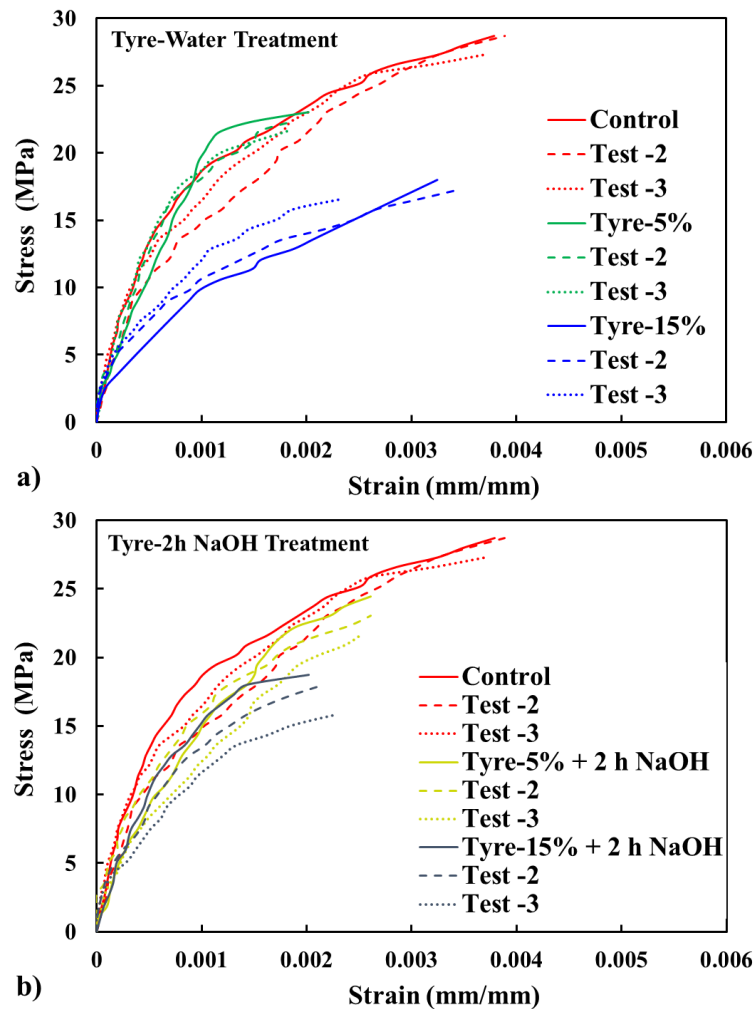 Tyre-Water Treatment
30
25
20
15
10
5
0
Stress (MPa)
Control
Test -2
Test -3
Tyre-5%
Test -2
Test -3
Tyre-15%
Test -2
Test -3
0 0.001 0.002 0.003 0.004 0.005 0.006
Strain (mm/mm)
a)
Tyre-2h NaOH Treatment
30
25
20
15
10
5
0
Stress (MPa)
Control
Test -2
Test -3
Tyre-5% + 2 h NaOH
Test -2
Test -3
Tyre-15% + 2 h NaOH
Test -2
Test -3
0 0.001 0.002 0.003 0.004 0.005 0.006
Strain (mm/mm)
b)